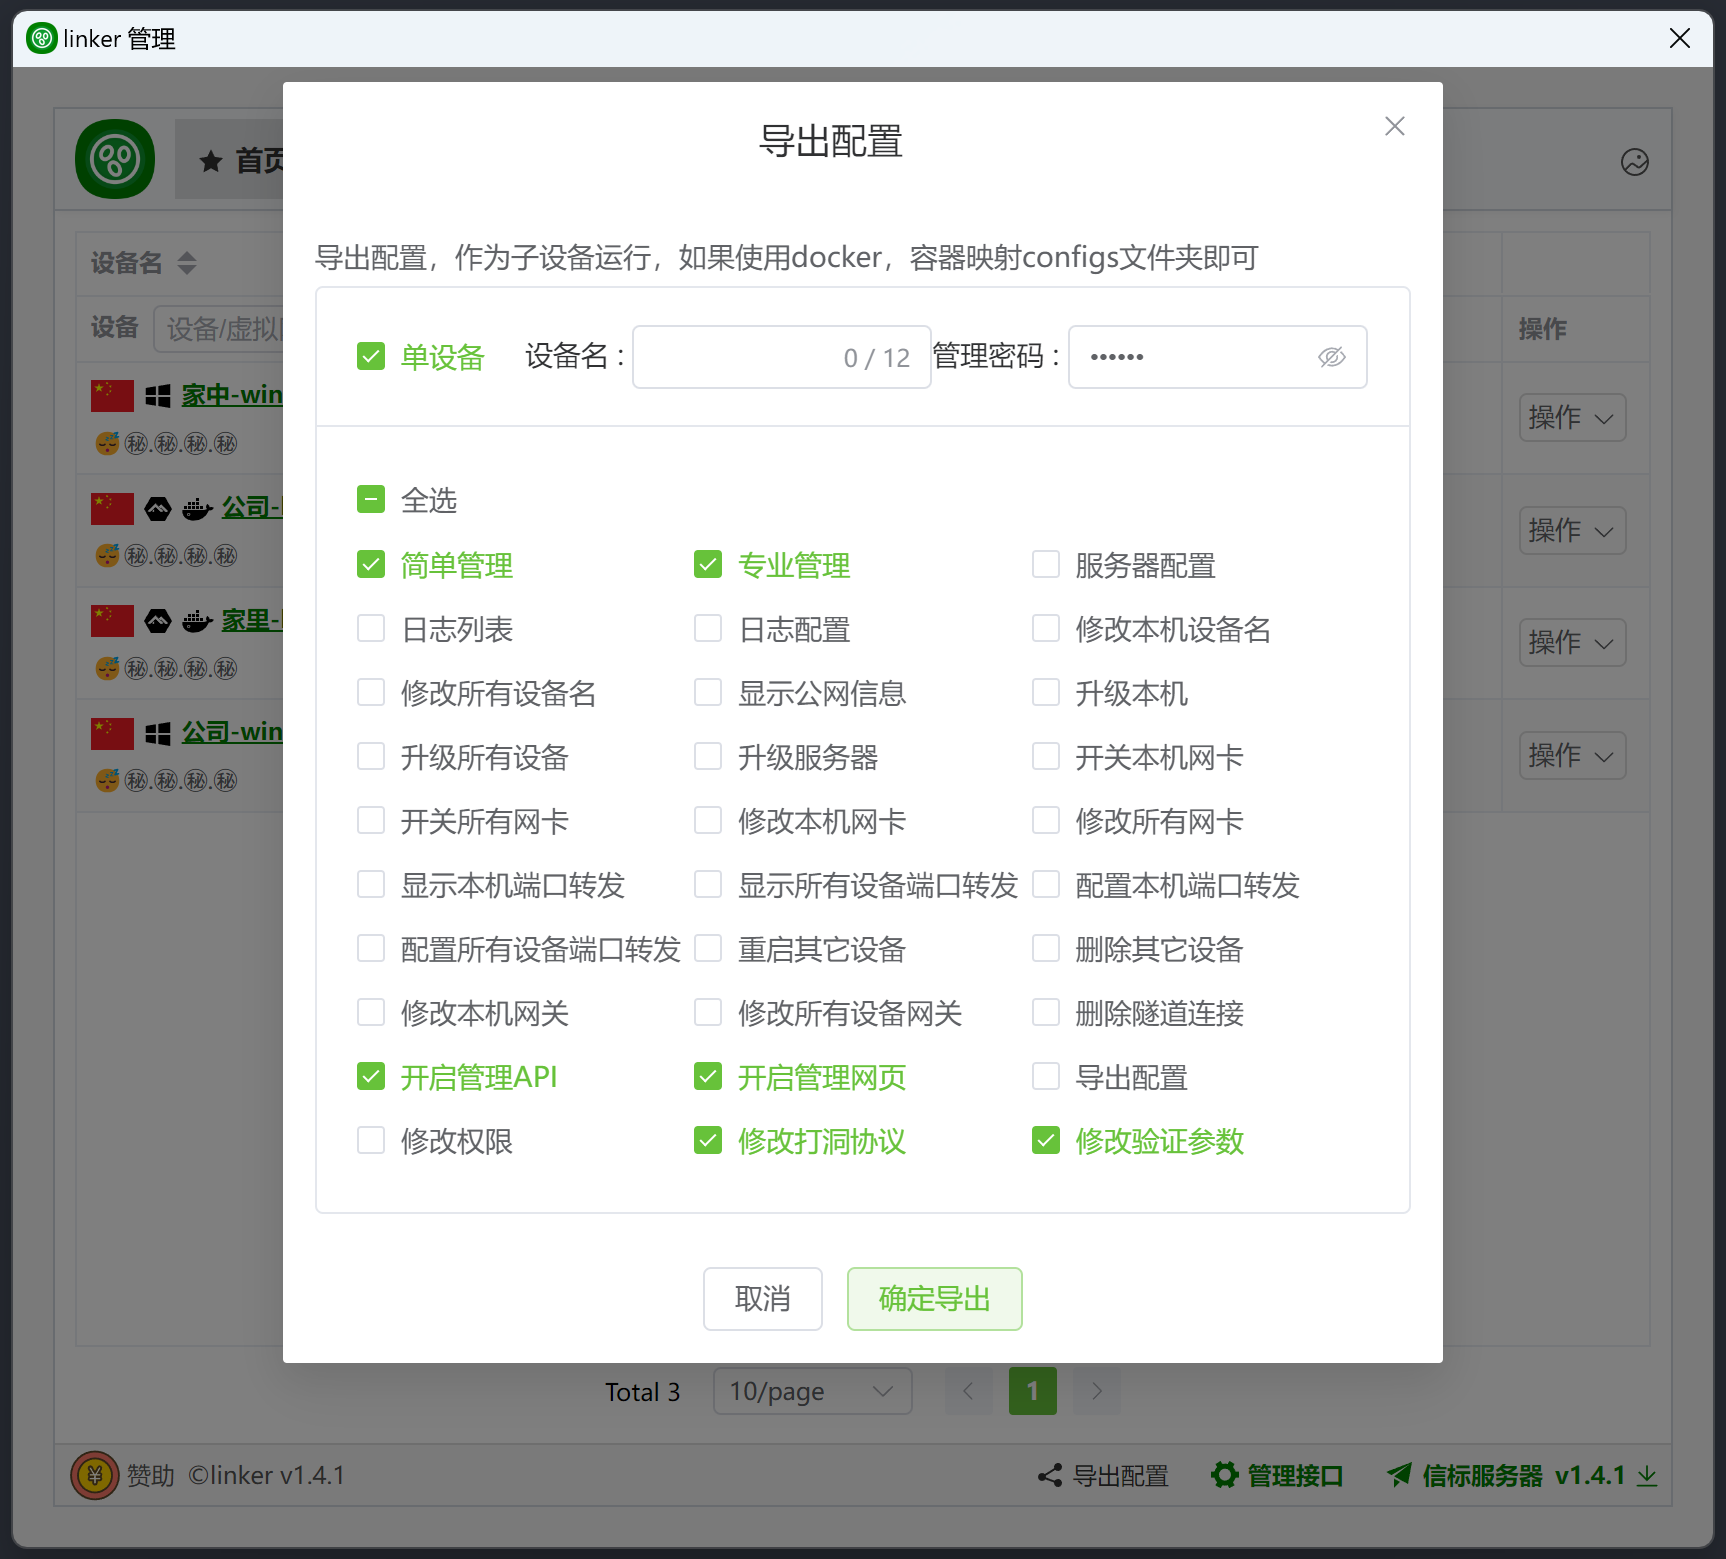 linker 管理
首页
导出配置
导出配置，作为子设备运行，如果使用docker，容器映射configs文件夹即可
单设备 设备名 : 0 / 12 管理密码 : ••••••
全选
简单管理 专业管理 服务器配置
日志列表 日志配置 修改本机设备名
修改所有设备名 显示公网信息 升级本机
升级所有设备 升级服务器 开关本机网卡
开关所有网卡 修改本机网卡 修改所有网卡
显示本机端口转发 显示所有设备端口转发 配置本机端口转发
配置所有设备端口转发 重启其它设备 删除其它设备
修改本机网关 修改所有设备网关 删除隧道连接
开启管理API 开启管理网页 导出配置
修改权限 修改打洞协议 修改验证参数
取消 确定导出
设备名
设备 设备/虚拟 操作
家中-win 操作
㊙.㊙.㊙.㊙
公司- 操作
㊙.㊙.㊙.㊙
家里- 操作
㊙.㊙.㊙.㊙
公司-win 操作
㊙.㊙.㊙.㊙
Total 3 10/page 1
赞助 ©linker v1.4.1 导出配置 管理接口 信标服务器 v1.4.1